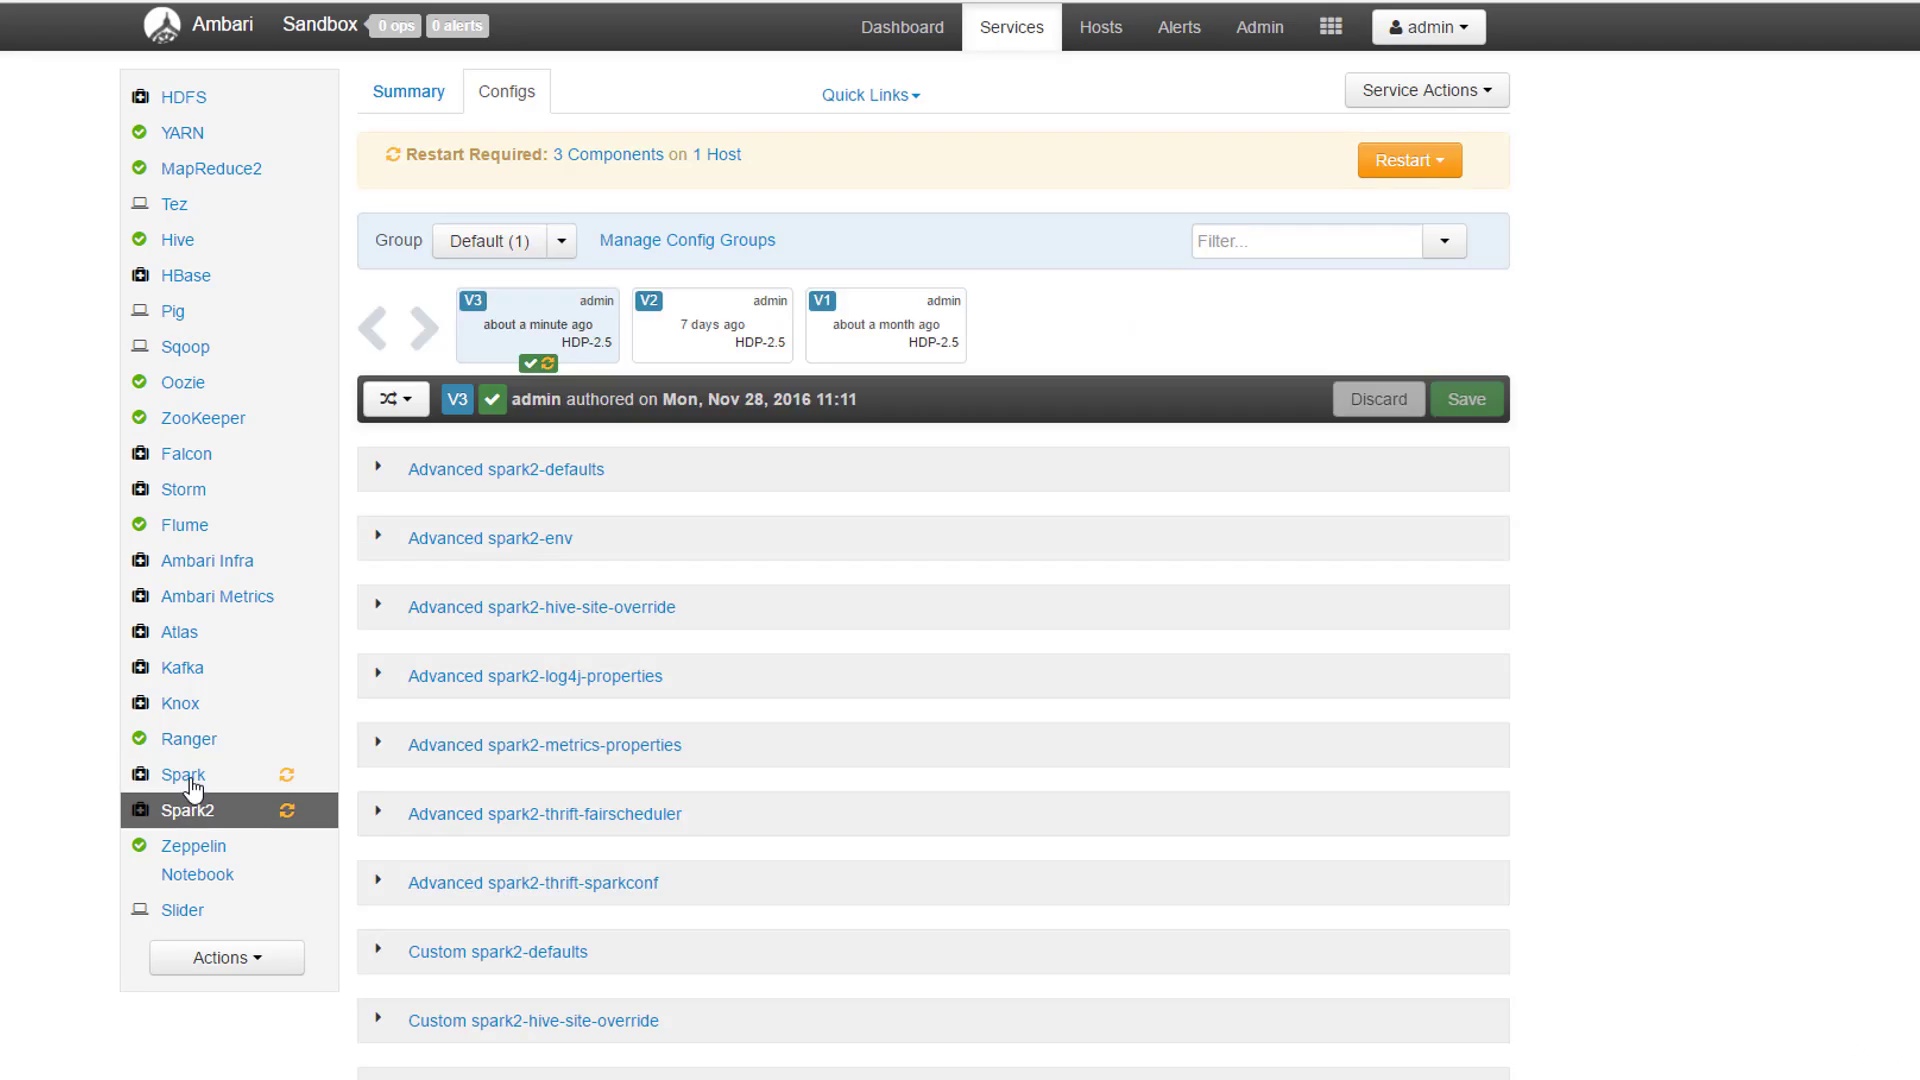 Ambari Sandbox 0 ops 0 alerts Dashboard Services Hosts Alerts Admin admin
HDFS
YARN
MapReduce2
Tez
Hive
HBase
Pig
Sqoop
Oozie
ZooKeeper
Falcon
Storm
Flume
Ambari Infra
Ambari Metrics
Atlas
Kafka
Knox
Ranger
Spark
Spark2
Zeppelin
Notebook
Slider
Actions
Summary Configs Quick Links Service Actions
Restart Required: 3 Components on 1 Host Restart
Group Default (1) Manage Config Groups Filter...
V3 admin
about a minute ago
HDP-2.5
V2 admin
7 days ago
HDP-2.5
V1 admin
about a month ago
HDP-2.5
V3 admin authored on Mon, Nov 28, 2016 11:11 Discard Save
Advanced spark2-defaults
Advanced spark2-env
Advanced spark2-hive-site-override
Advanced spark2-log4j-properties
Advanced spark2-metrics-properties
Advanced spark2-thrift-fairscheduler
Advanced spark2-thrift-sparkconf
Custom spark2-defaults
Custom spark2-hive-site-override